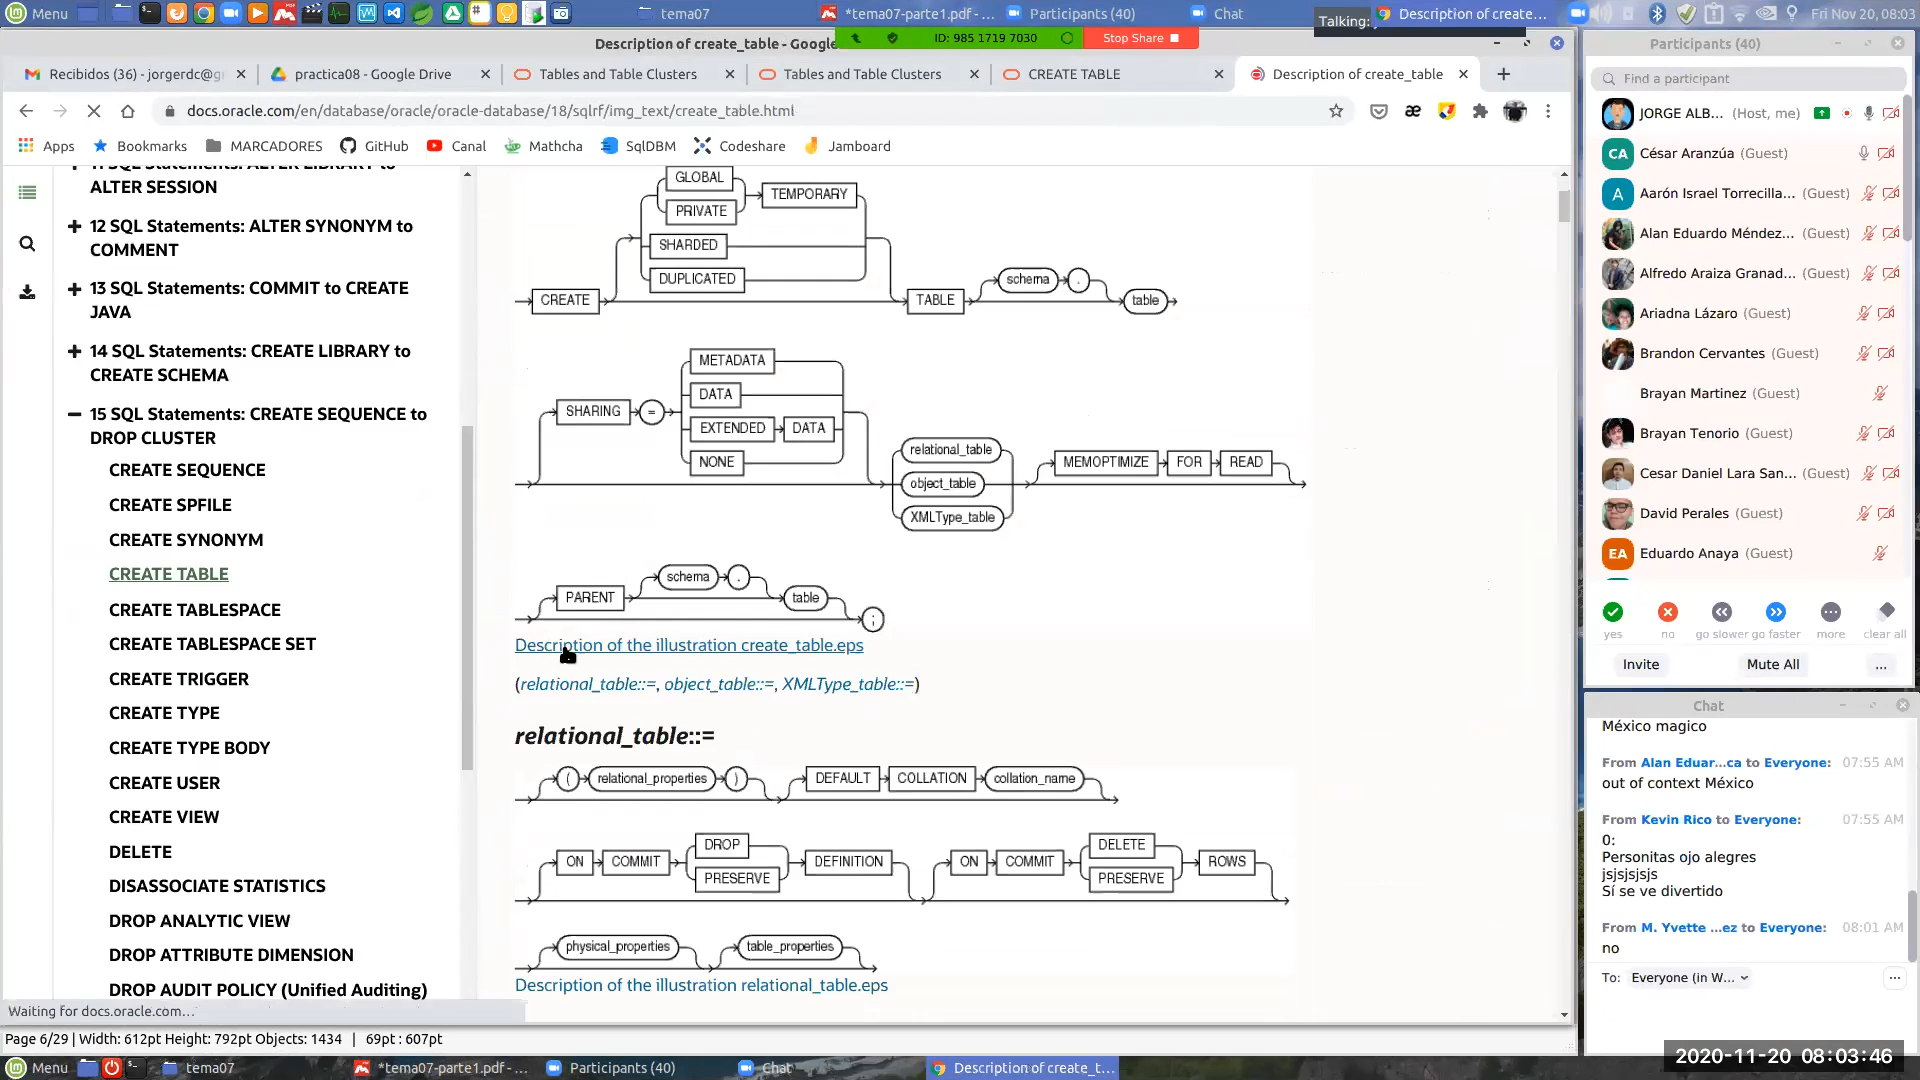 Menu
tema07
*tema07-parte1.pdf - ...
Participants (40)
Chat
Talking:
Description of create...
Fri Nov 20, 08:03
Description of create_table - Google
ID: 985 1719 7030
Stop Share
Recibidos (36) - jorgerdc@g
practica08 - Google Drive
Tables and Table Clusters
Tables and Table Clusters
CREATE TABLE
Description of create_table
docs.oracle.com/en/database/oracle/oracle-database/18/sqlrf/img_text/create_table.html
Apps
Bookmarks
MARCADORES
GitHub
Canal
Mathcha
SqlDBM
Codeshare
Jamboard
ALTER SESSION
12 SQL Statements: ALTER SYNONYM to
COMMENT
13 SQL Statements: COMMIT to CREATE
JAVA
14 SQL Statements: CREATE LIBRARY to
CREATE SCHEMA
15 SQL Statements: CREATE SEQUENCE to
DROP CLUSTER
CREATE SEQUENCE
CREATE SPFILE
CREATE SYNONYM
CREATE TABLE
CREATE TABLESPACE
CREATE TABLESPACE SET
CREATE TRIGGER
CREATE TYPE
CREATE TYPE BODY
CREATE USER
CREATE VIEW
DELETE
DISASSOCIATE STATISTICS
DROP ANALYTIC VIEW
DROP ATTRIBUTE DIMENSION
DROP AUDIT POLICY (Unified Auditing)
Waiting for docs.oracle.com...
GLOBAL
TEMPORARY
PRIVATE
SHARDED
DUPLICATED
schema .
CREATE TABLE table
METADATA
DATA
SHARING =
EXTENDED DATA
NONE
relational_table
object_table
XMLType_table
MEMOPTIMIZE FOR READ
schema .
PARENT table
;
Description of the illustration create_table.eps
(relational_table::=, object_table::=, XMLType_table::=)
relational_table::=
( relational_properties ) DEFAULT COLLATION collation_name
DROP DELETE
ON COMMIT DEFINITION ON COMMIT ROWS
PRESERVE PRESERVE
physical_properties table_properties
Description of the illustration relational_table.eps
Page 6/29 | Width: 612pt Height: 792pt Objects: 1434 | 69pt : 607pt
Participants (40)
Find a participant
JORGE ALB... (Host, me)
CA César Aranzúa (Guest)
A Aarón Israel Torrecilla... (Guest)
Alan Eduardo Méndez... (Guest)
Alfredo Araiza Granad... (Guest)
Ariadna Lázaro (Guest)
Brandon Cervantes (Guest)
Brayan Martinez (Guest)
Brayan Tenorio (Guest)
Cesar Daniel Lara San... (Guest)
David Perales (Guest)
EA Eduardo Anaya (Guest)
yes no go slower go faster more clear all
Invite Mute All ...
Chat
México magico
From Alan Eduar...ca to Everyone: 07:55 AM
out of context México
From Kevin Rico to Everyone: 07:55 AM
0:
Personitas ojo alegres
jsjsjsjsjs
Sí se ve divertido
From M. Yvette ...ez to Everyone: 08:01 AM
no
To: Everyone (in W...
2020-11-20 08:03:46
Menu
tema07
*tema07-parte1.pdf - ...
Participants (40)
Chat
Description of create_t...